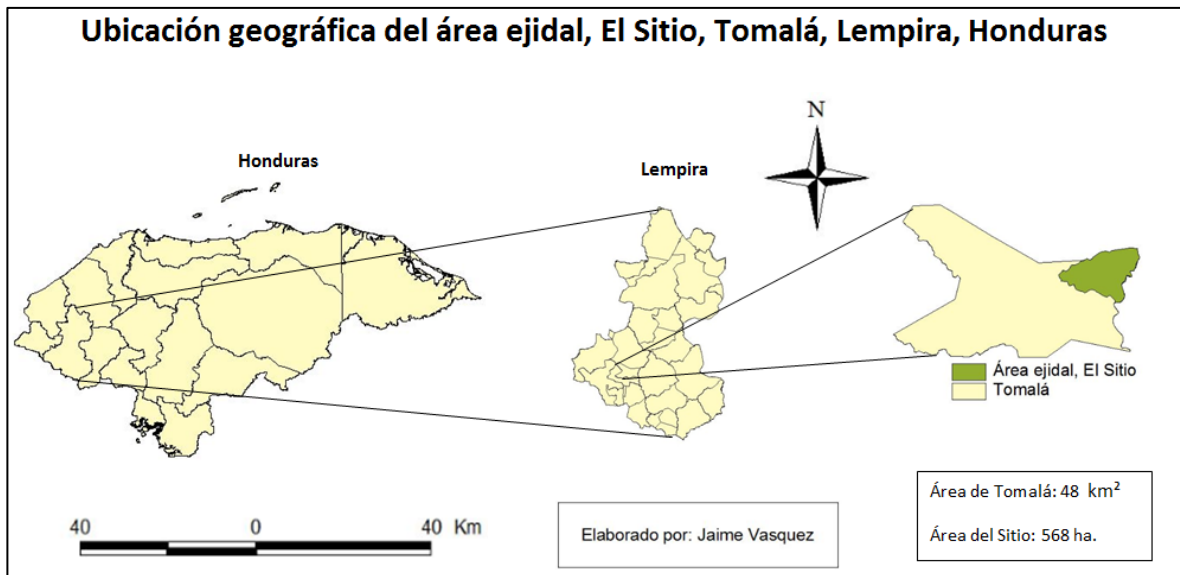 Ubicación geográfica del área ejidal, El Sitio, Tomalá, Lempira, Honduras
N
Honduras
Lempira
Área ejidal, El Sitio
Tomalá
Área de Tomalá: 48 km²
Área del Sitio: 568 ha.
40 0 40 Km
Elaborado por: Jaime Vasquez